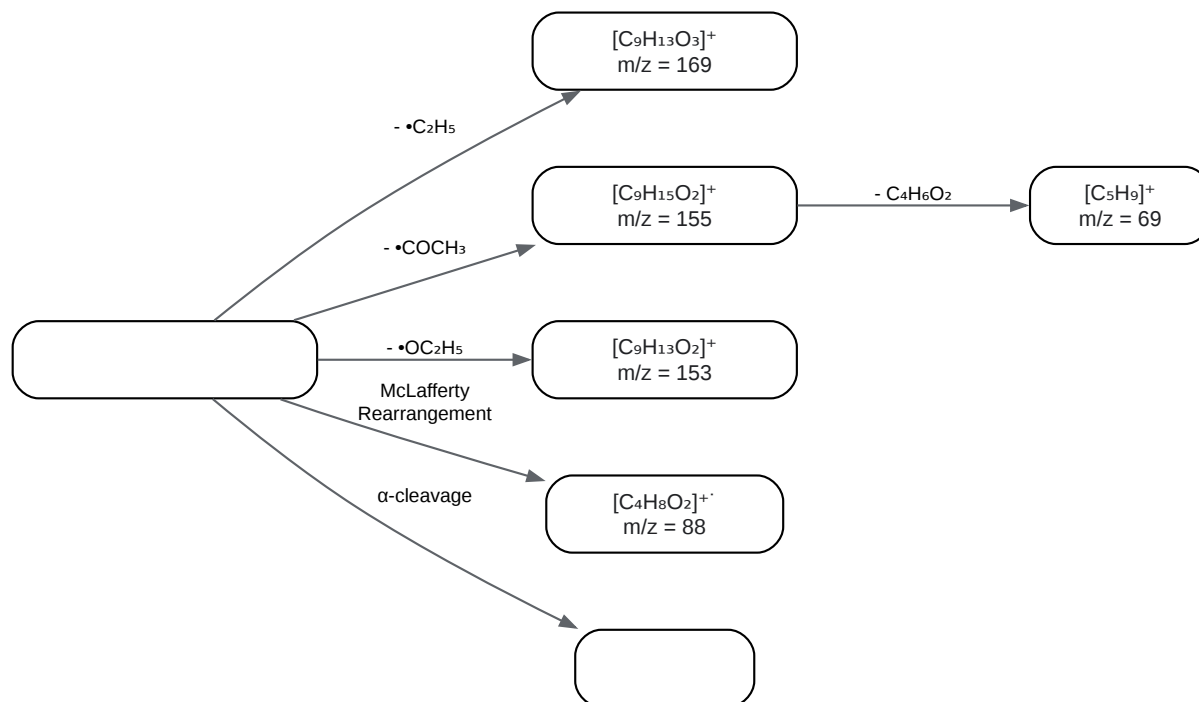 [C₉H₁₃O₃]⁺
m/z = 169
- •C₂H₅
[C₉H₁₅O₂]⁺
m/z = 155
- C₄H₆O₂
[C₅H₉]⁺
m/z = 69
- •COCH₃
- •OC₂H₅
[C₉H₁₃O₂]⁺
m/z = 153
McLafferty
Rearrangement
[C₄H₈O₂]⁺˙
m/z = 88
α-cleavage